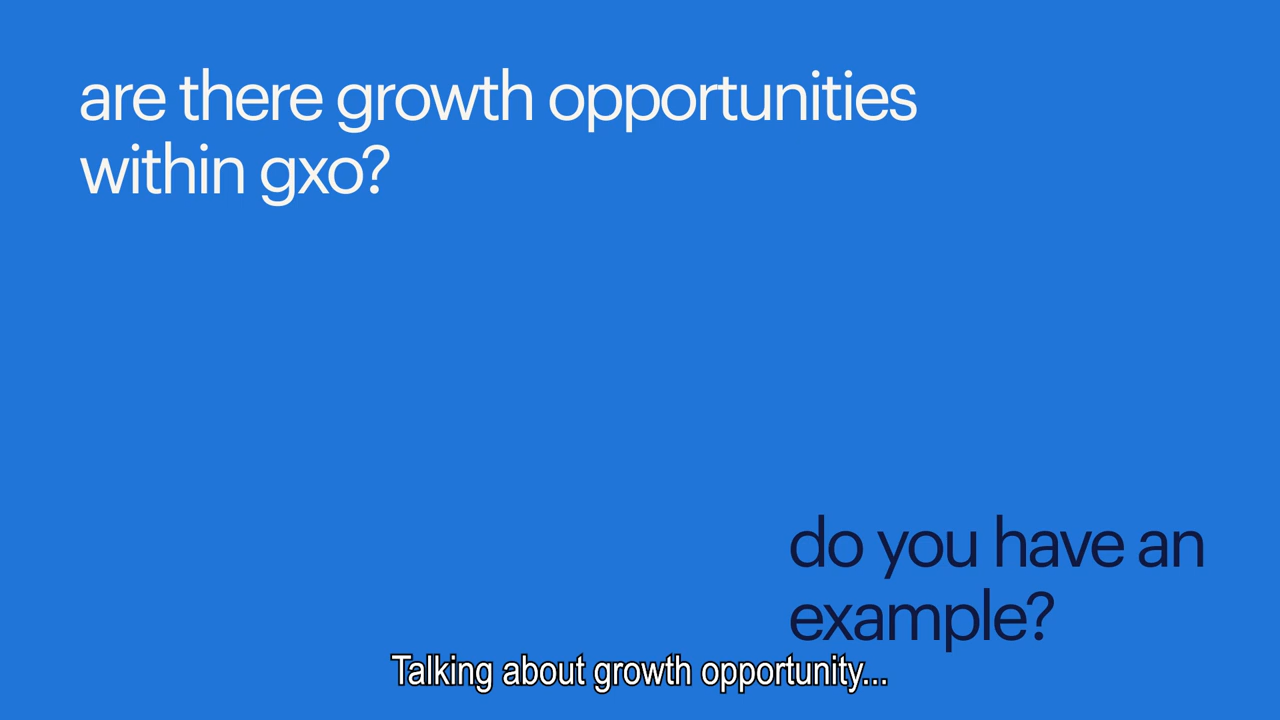 are there growth opportunities
within gxo?
do you have an
example?
Talking about growth opportunity...